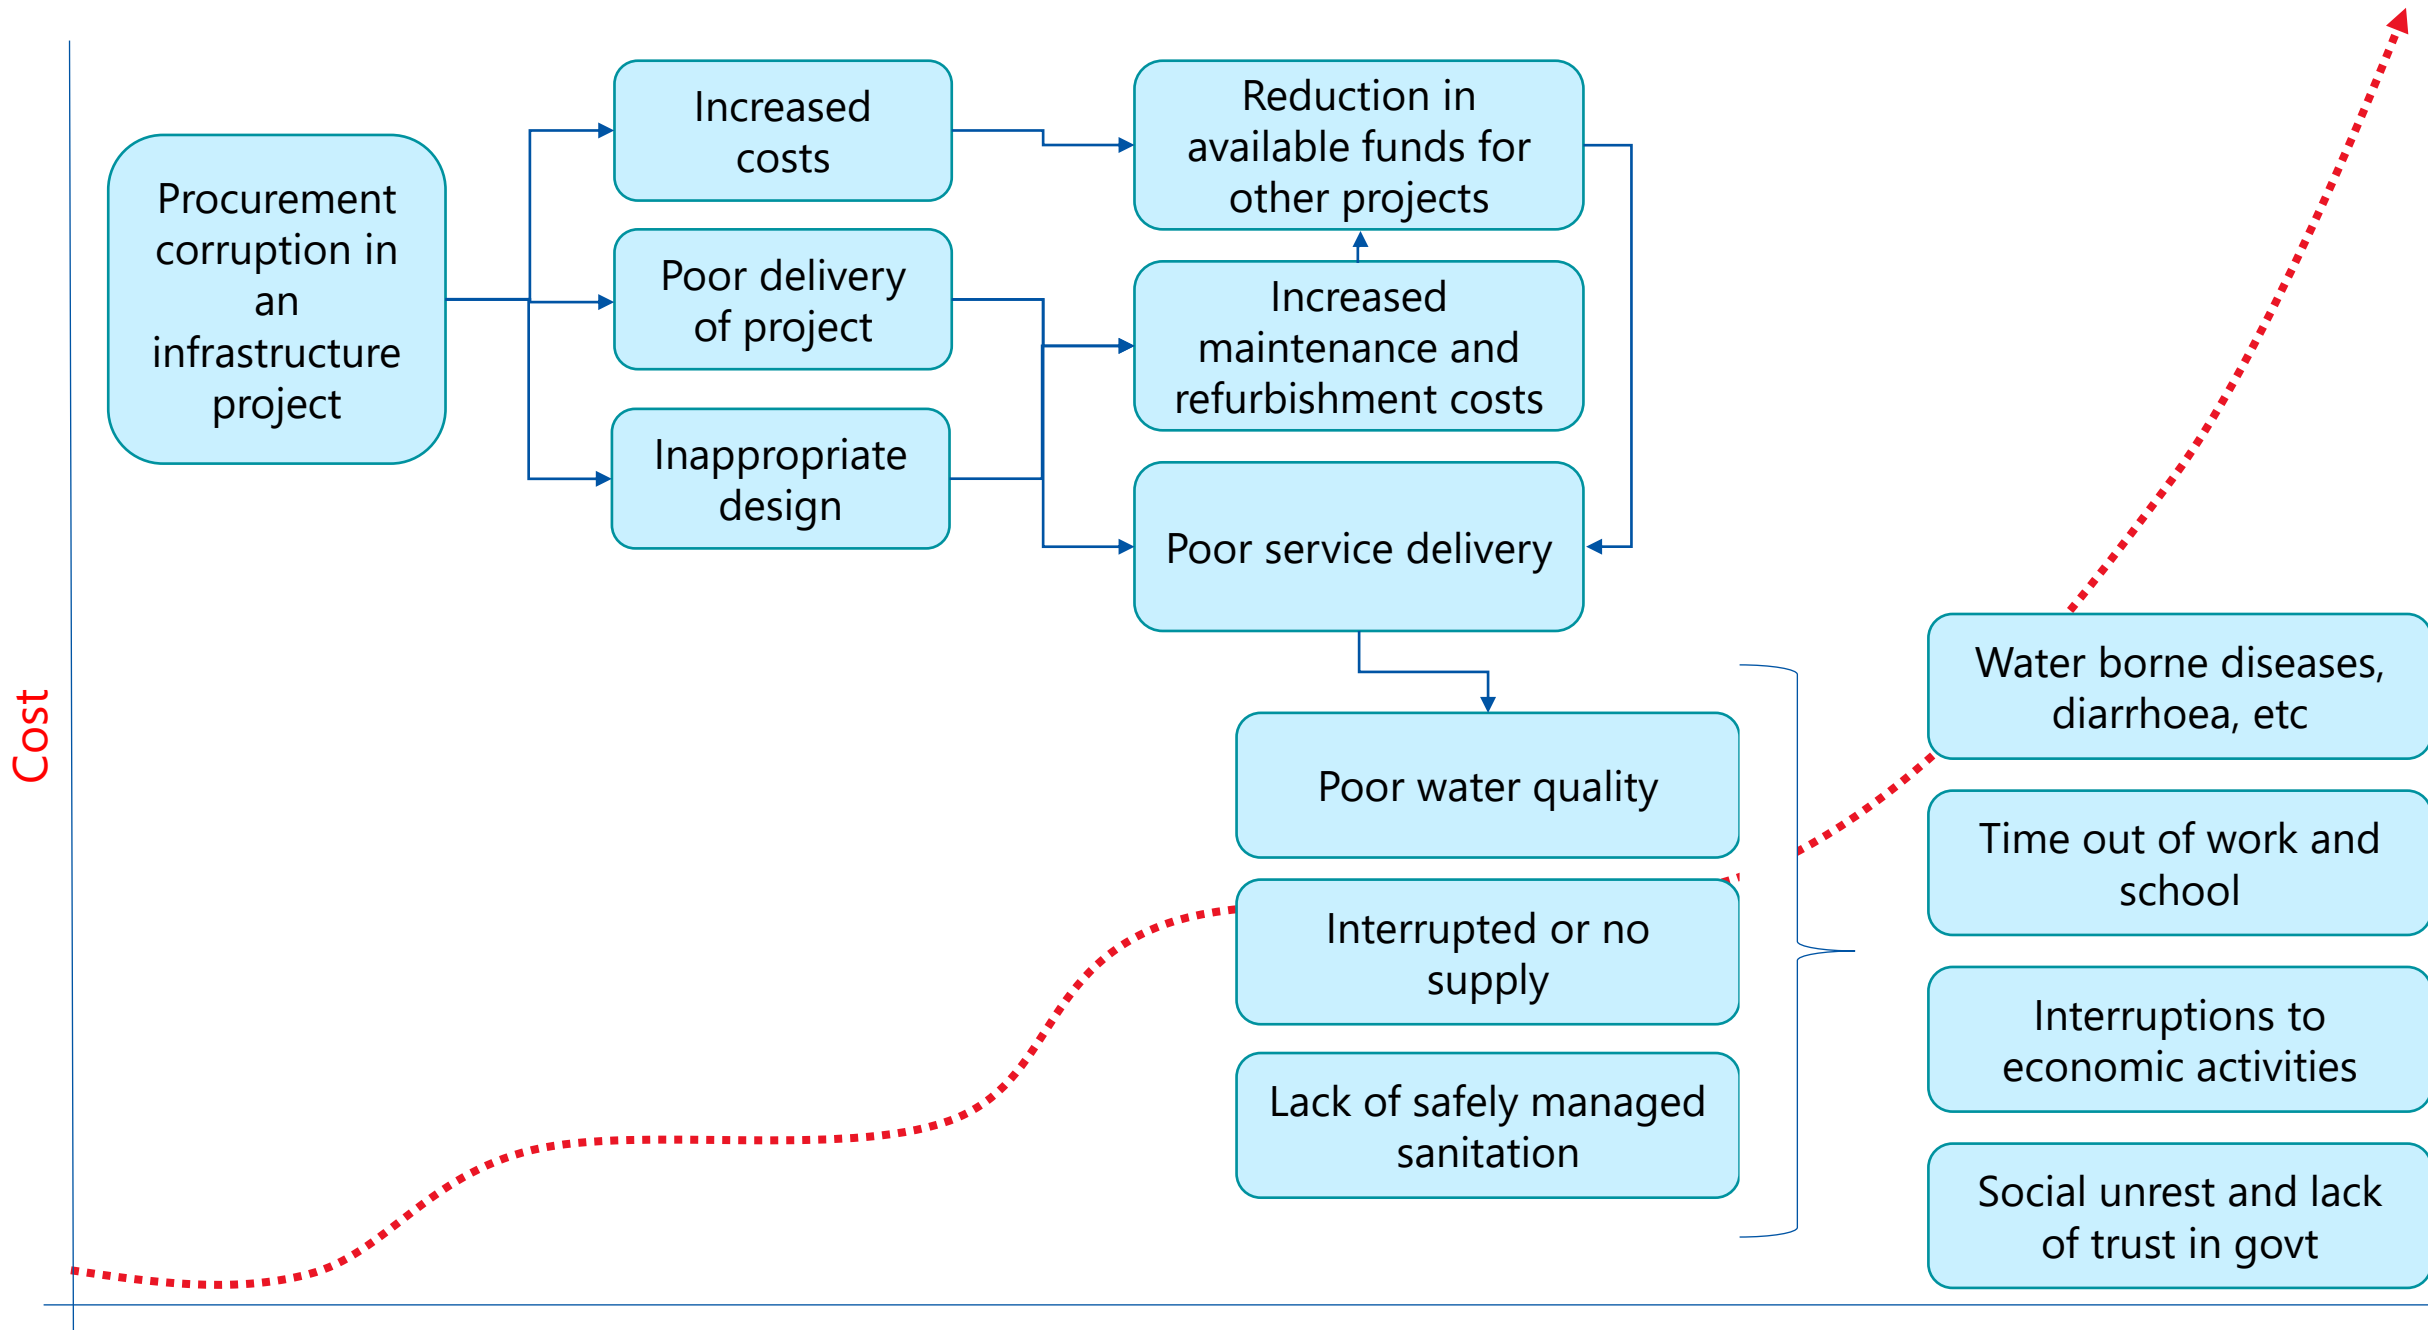 Cost
Procurement
corruption in
an
infrastructure
project
Increased
costs
Poor delivery
of project
Inappropriate
design
Reduction in
available funds for
other projects
Increased
maintenance and
refurbishment costs
Poor service delivery
Poor water quality
Interrupted or no
supply
Lack of safely managed
sanitation
Water borne diseases,
diarrhoea, etc
Time out of work and
school
Interruptions to
economic activities
Social unrest and lack
of trust in govt